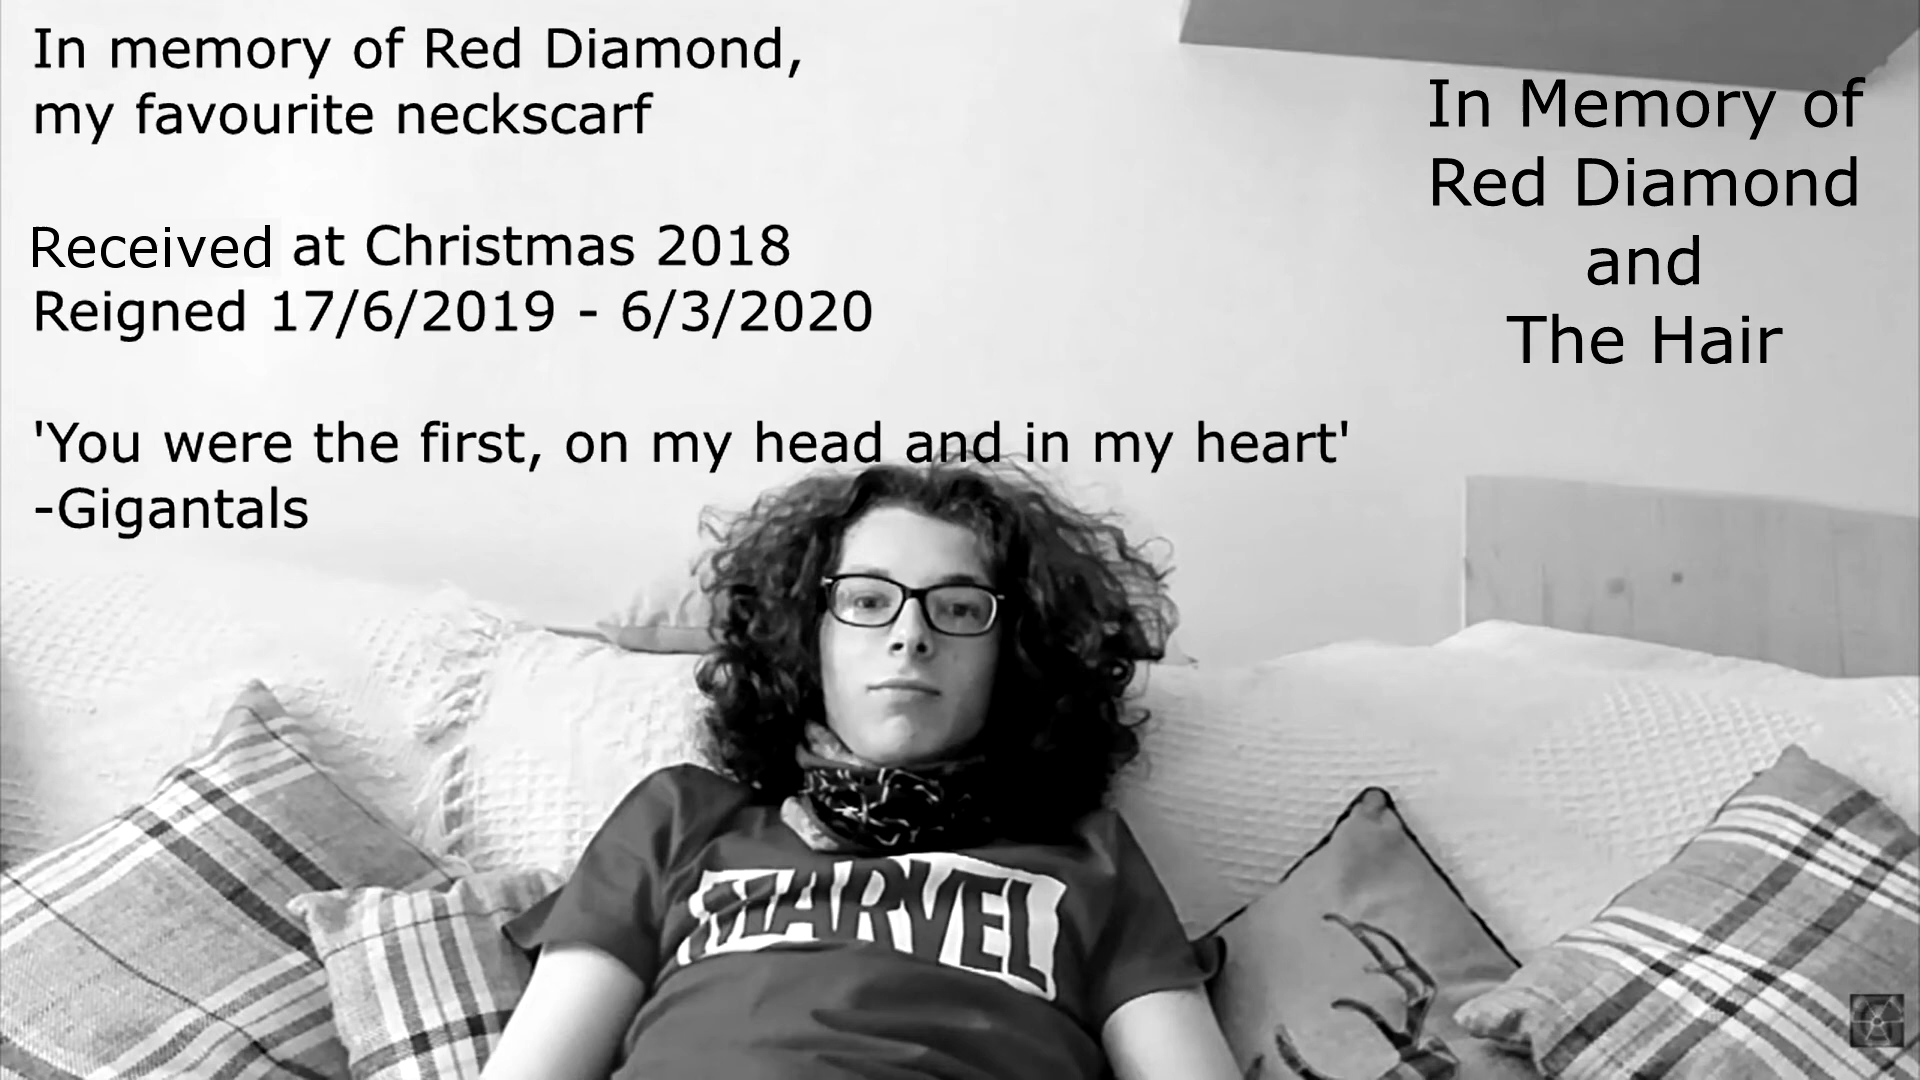 In memory of Red Diamond,
my favourite neckscarf
Received at Christmas 2018
Reigned 17/6/2019 - 6/3/2020
'You were the first, on my head and in my heart'
-Gigantals
In Memory of
Red Diamond
and
The Hair
MARVEL